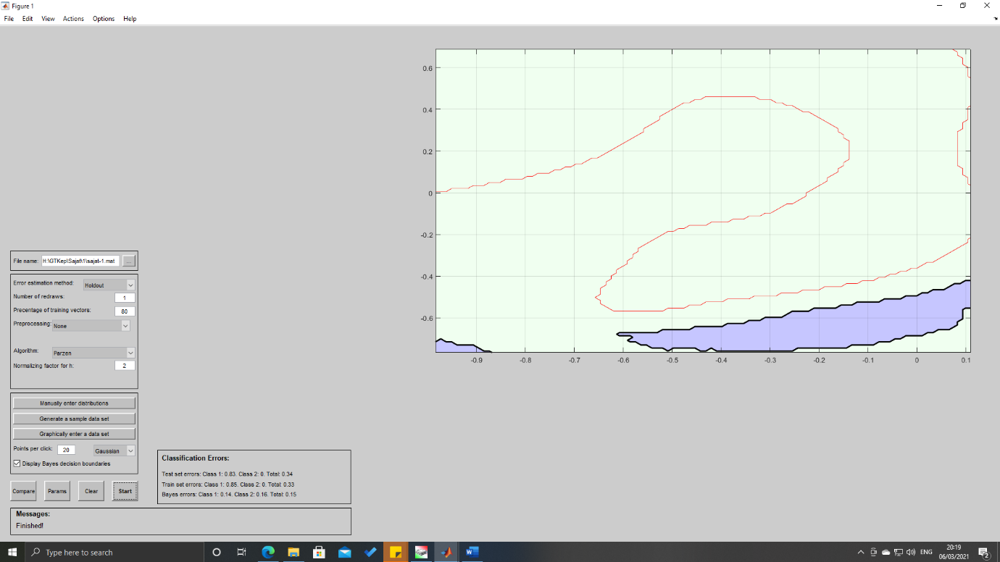 Figure 1
File Edit View Actions Options Help
0.6
0.4
0.2
0
-0.2
-0.4
-0.6
-0.9 -0.8 -0.7 -0.6 -0.5 -0.4 -0.3 -0.2 -0.1 0 0.1
File name: H:\GTKep\Sajat\1\sajat-1.mat ...
Error estimation method: Holdout
Number of redraws: 1
Precentage of training vectors: 80
Preprocessing: None
Algorithm: Parzen
Normalizing factor for h: 2
Manually enter distributions
Generate a sample data set
Graphically enter a data set
Points per click: 20 Gaussian
Display Bayes decision boundaries
Compare Params Clear Start
Classification Errors:
Test set errors: Class 1: 0.83. Class 2: 0. Total: 0.34
Train set errors: Class 1: 0.85. Class 2: 0. Total: 0.33
Bayes errors: Class 1: 0.14. Class 2: 0.16. Total: 0.15
Messages:
Finished!
Type here to search
ENG
20:19
06/03/2021
2